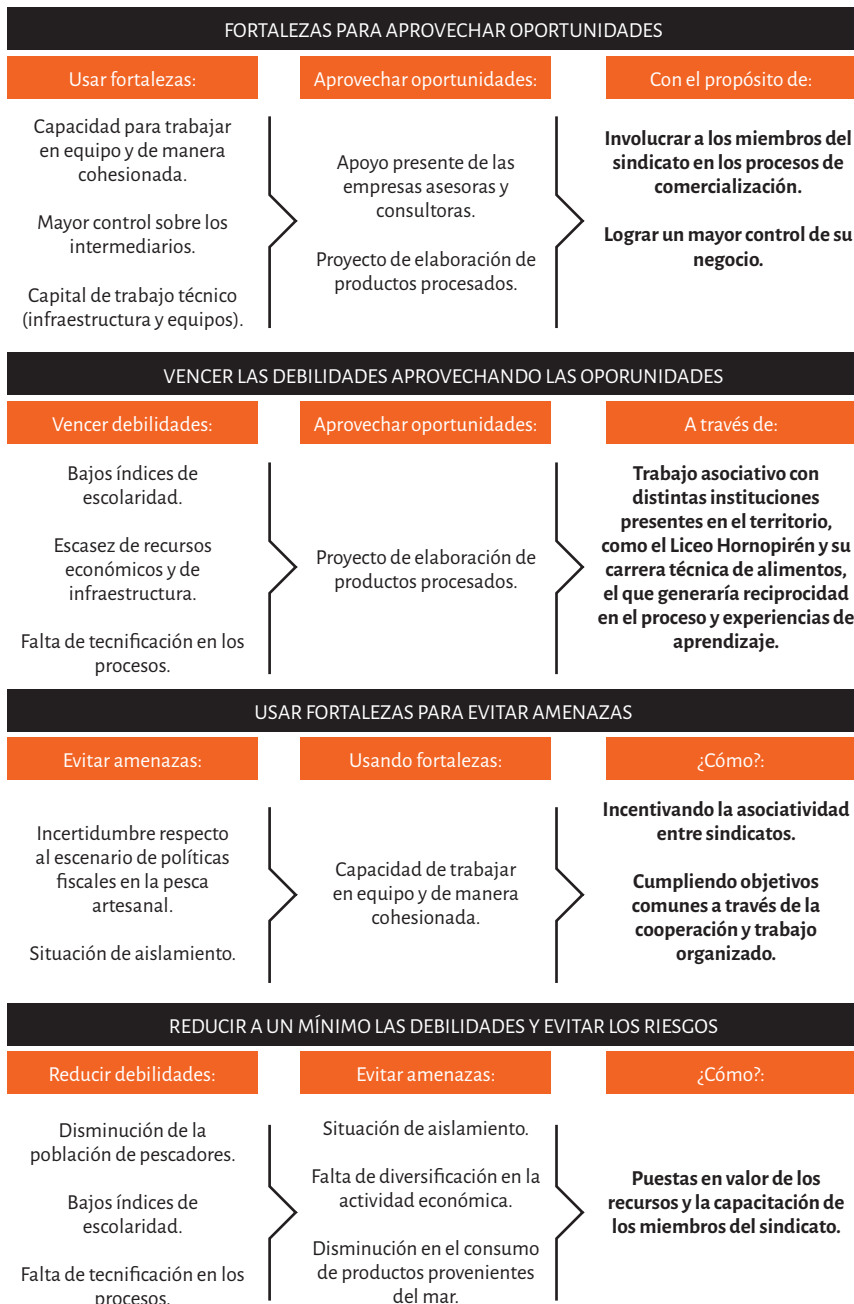 FORTALEZAS PARA APROVECHAR OPORTUNIDADES
Usar fortalezas:
Capacidad para trabajar
en equipo y de manera
cohesionada.
Mayor control sobre los
intermediarios.
Capital de trabajo técnico
(infraestructura y equipos).
Aprovechar oportunidades:
Apoyo presente de las
empresas asesoras y
consultoras.
Proyecto de elaboración de
productos procesados.
Con el propósito de:
Involucrar a los miembros del
sindicato en los procesos de
comercialización.
Lograr un mayor control de su
negocio.
VENCER LAS DEBILIDADES APROVECHANDO LAS OPORUNIDADES
Vencer debilidades:
Bajos índices de
escolaridad.
Escasez de recursos
económicos y de
infraestructura.
Falta de tecnificación en los
procesos.
Aprovechar oportunidades:
Proyecto de elaboración de
productos procesados.
A través de:
Trabajo asociativo con
distintas instituciones
presentes en el territorio,
como el Liceo Hornopirén y su
carrera técnica de alimentos,
el que generaría reciprocidad
en el proceso y experiencias de
aprendizaje.
USAR FORTALEZAS PARA EVITAR AMENAZAS
Evitar amenazas:
Incertidumbre respecto
al escenario de políticas
fiscales en la pesca
artesanal.
Situación de aislamiento.
Usando fortalezas:
Capacidad de trabajar
en equipo y de manera
cohesionada.
¿Cómo?:
Incentivando la asociatividad
entre sindicatos.
Cumpliendo objetivos
comunes a través de la
cooperación y trabajo
organizado.
REDUCIR A UN MÍNIMO LAS DEBILIDADES Y EVITAR LOS RIESGOS
Reducir debilidades:
Disminución de la
población de pescadores.
Bajos índices de
escolaridad.
Falta de tecnificación en los
procesos.
Evitar amenazas:
Situación de aislamiento.
Falta de diversificación en la
actividad económica.
Disminución en el consumo
de productos provenientes
del mar.
¿Cómo?:
Puestas en valor de los
recursos y la capacitación de
los miembros del sindicato.